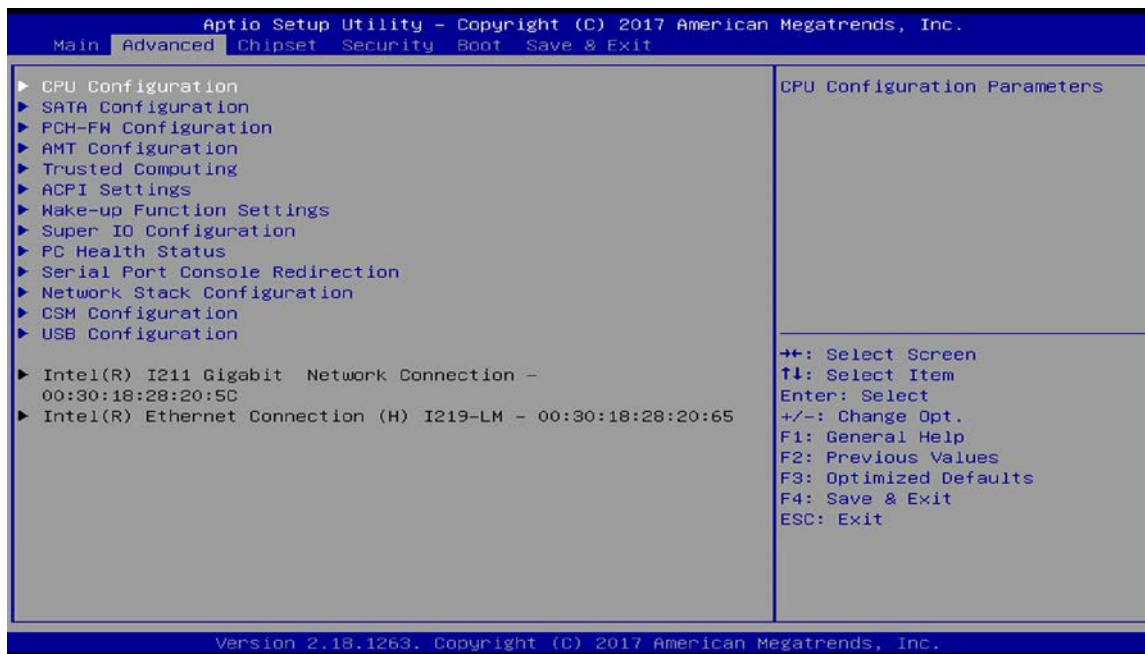 Aptio Setup Utility – Copyright (C) 2017 American Megatrends, Inc.
Main Advanced Chipset Security Boot Save & Exit
▶ CPU Configuration
▶ SATA Configuration
▶ PCH-FW Configuration
▶ AMT Configuration
▶ Trusted Computing
▶ ACPI Settings
▶ Wake-up Function Settings
▶ Super IO Configuration
▶ PC Health Status
▶ Serial Port Console Redirection
▶ Network Stack Configuration
▶ CSM Configuration
▶ USB Configuration
▶ Intel(R) I211 Gigabit  Network Connection –
00:30:18:28:20:5C
▶ Intel(R) Ethernet Connection (H) I219-LM – 00:30:18:28:20:65
CPU Configuration Parameters
→←: Select Screen
↑↓: Select Item
Enter: Select
+/-: Change Opt.
F1: General Help
F2: Previous Values
F3: Optimized Defaults
F4: Save & Exit
ESC: Exit
Version 2.18.1263. Copyright (C) 2017 American Megatrends, Inc.